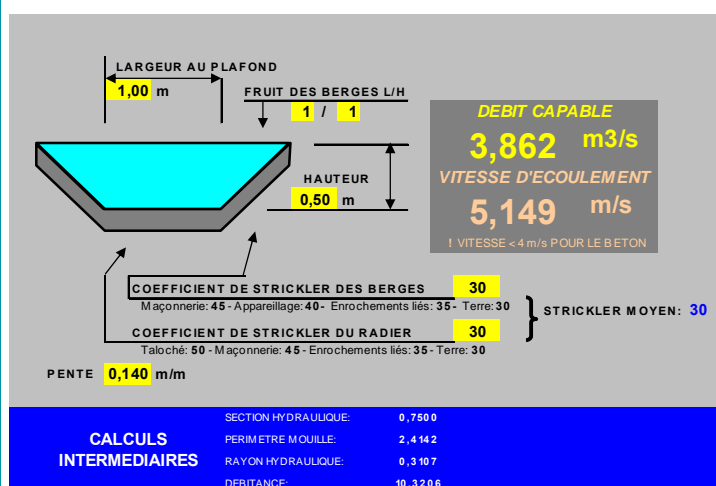 LARGEUR AU PLAFOND
1,00 m
FRUIT DES BERGES L/H
1 / 1
DEBIT CAPABLE
3,862 m3/s
VITESSE D'ECOULEMENT
5,149 m/s
! VITESSE < 4 m/s POUR LE BETON
HAUTEUR
0,50 m
COEFFICIENT DE STRICKLER DES BERGES 30
Maçonnerie: 45 - Appareillage: 40 - Enrochements liés: 35 - Terre: 30
STRICKLER MOYEN: 30
COEFFICIENT DE STRICKLER DU RADIER 30
Taloché: 50 - Maçonnerie: 45 - Enrochements liés: 35 - Terre: 30
PENTE 0,140 m/m
CALCULS
INTERMEDIAIRES
SECTION HYDRAULIQUE: 0,7500
PERIMETRE MOUILLE: 2,4142
RAYON HYDRAULIQUE: 0,3107
DEBITANCE: 10,3206